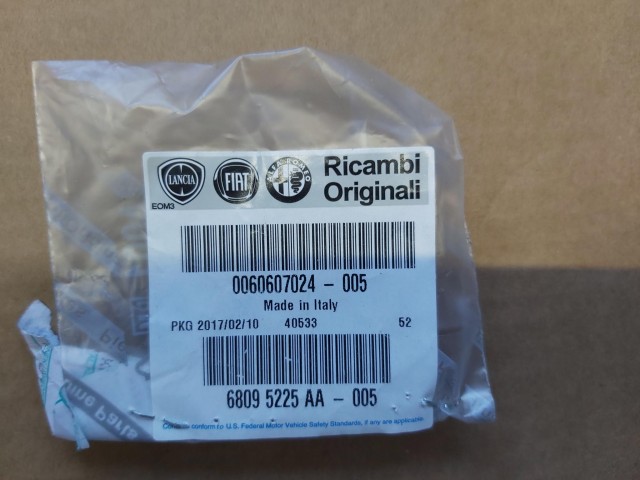 LANCIA
FIAT
ALFA ROMEO
Ricambi
Originali
EOM3
0060607024 - 005
Made in Italy
PKG 2017/02/10 40533 52
6809 5225 AA - 005
conform to U.S. Federal Motor Vehicle Safety Standards, if any are applicable.
Parts